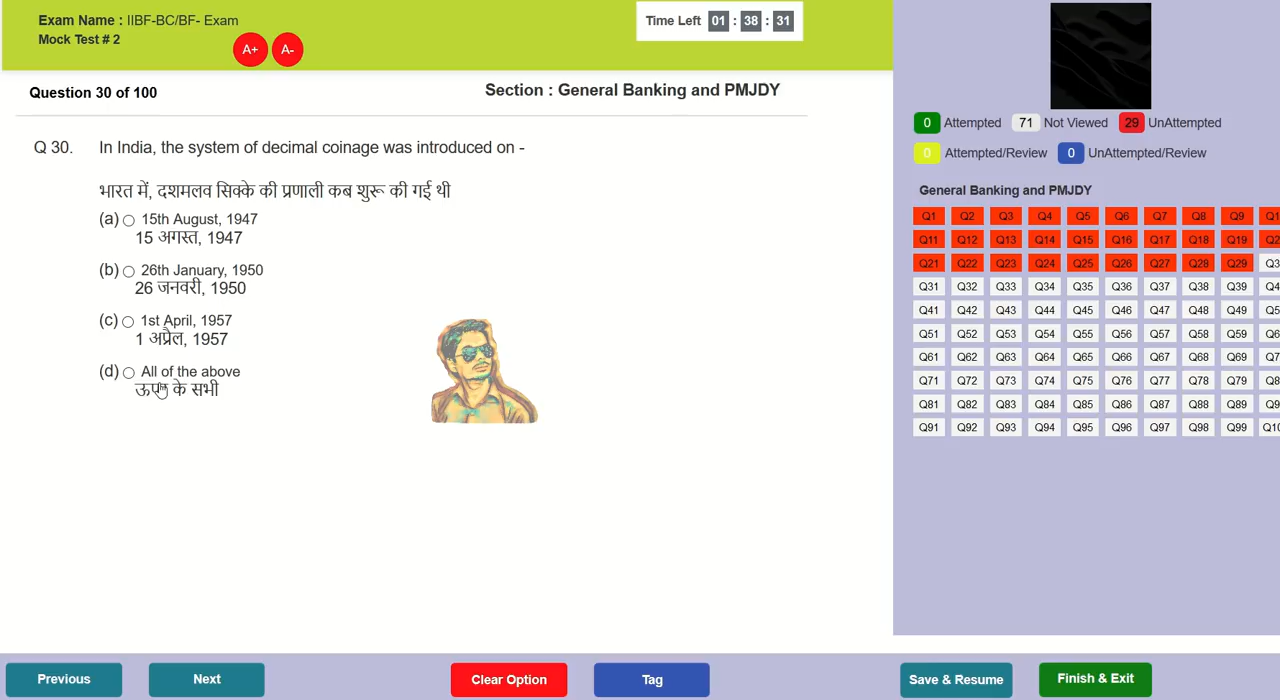 Exam Name : IIBF-BC/BF- Exam
Mock Test # 2
A+ A-
Time Left 01 : 38 : 31
Question 30 of 100
Section : General Banking and PMJDY
Q 30. In India, the system of decimal coinage was introduced on -
भारत में, दशमलव सिक्के की प्रणाली कब शुरू की गई थी
(a) 15th August, 1947
15 अगस्त, 1947
(b) 26th January, 1950
26 जनवरी, 1950
(c) 1st April, 1957
1 अप्रैल, 1957
(d) All of the above
के सभी
0 Attempted 71 Not Viewed 29 UnAttempted
0 Attempted/Review 0 UnAttempted/Review
General Banking and PMJDY
Q1 Q2 Q3 Q4 Q5 Q6 Q7 Q8 Q9
Q11 Q12 Q13 Q14 Q15 Q16 Q17 Q18 Q19
Q21 Q22 Q23 Q24 Q25 Q26 Q27 Q28 Q29
Q31 Q32 Q33 Q34 Q35 Q36 Q37 Q38 Q39
Q41 Q42 Q43 Q44 Q45 Q46 Q47 Q48 Q49
Q51 Q52 Q53 Q54 Q55 Q56 Q57 Q58 Q59
Q61 Q62 Q63 Q64 Q65 Q66 Q67 Q68 Q69
Q71 Q72 Q73 Q74 Q75 Q76 Q77 Q78 Q79
Q81 Q82 Q83 Q84 Q85 Q86 Q87 Q88 Q89
Q91 Q92 Q93 Q94 Q95 Q96 Q97 Q98 Q99
Previous Next Clear Option Tag Save & Resume Finish & Exit